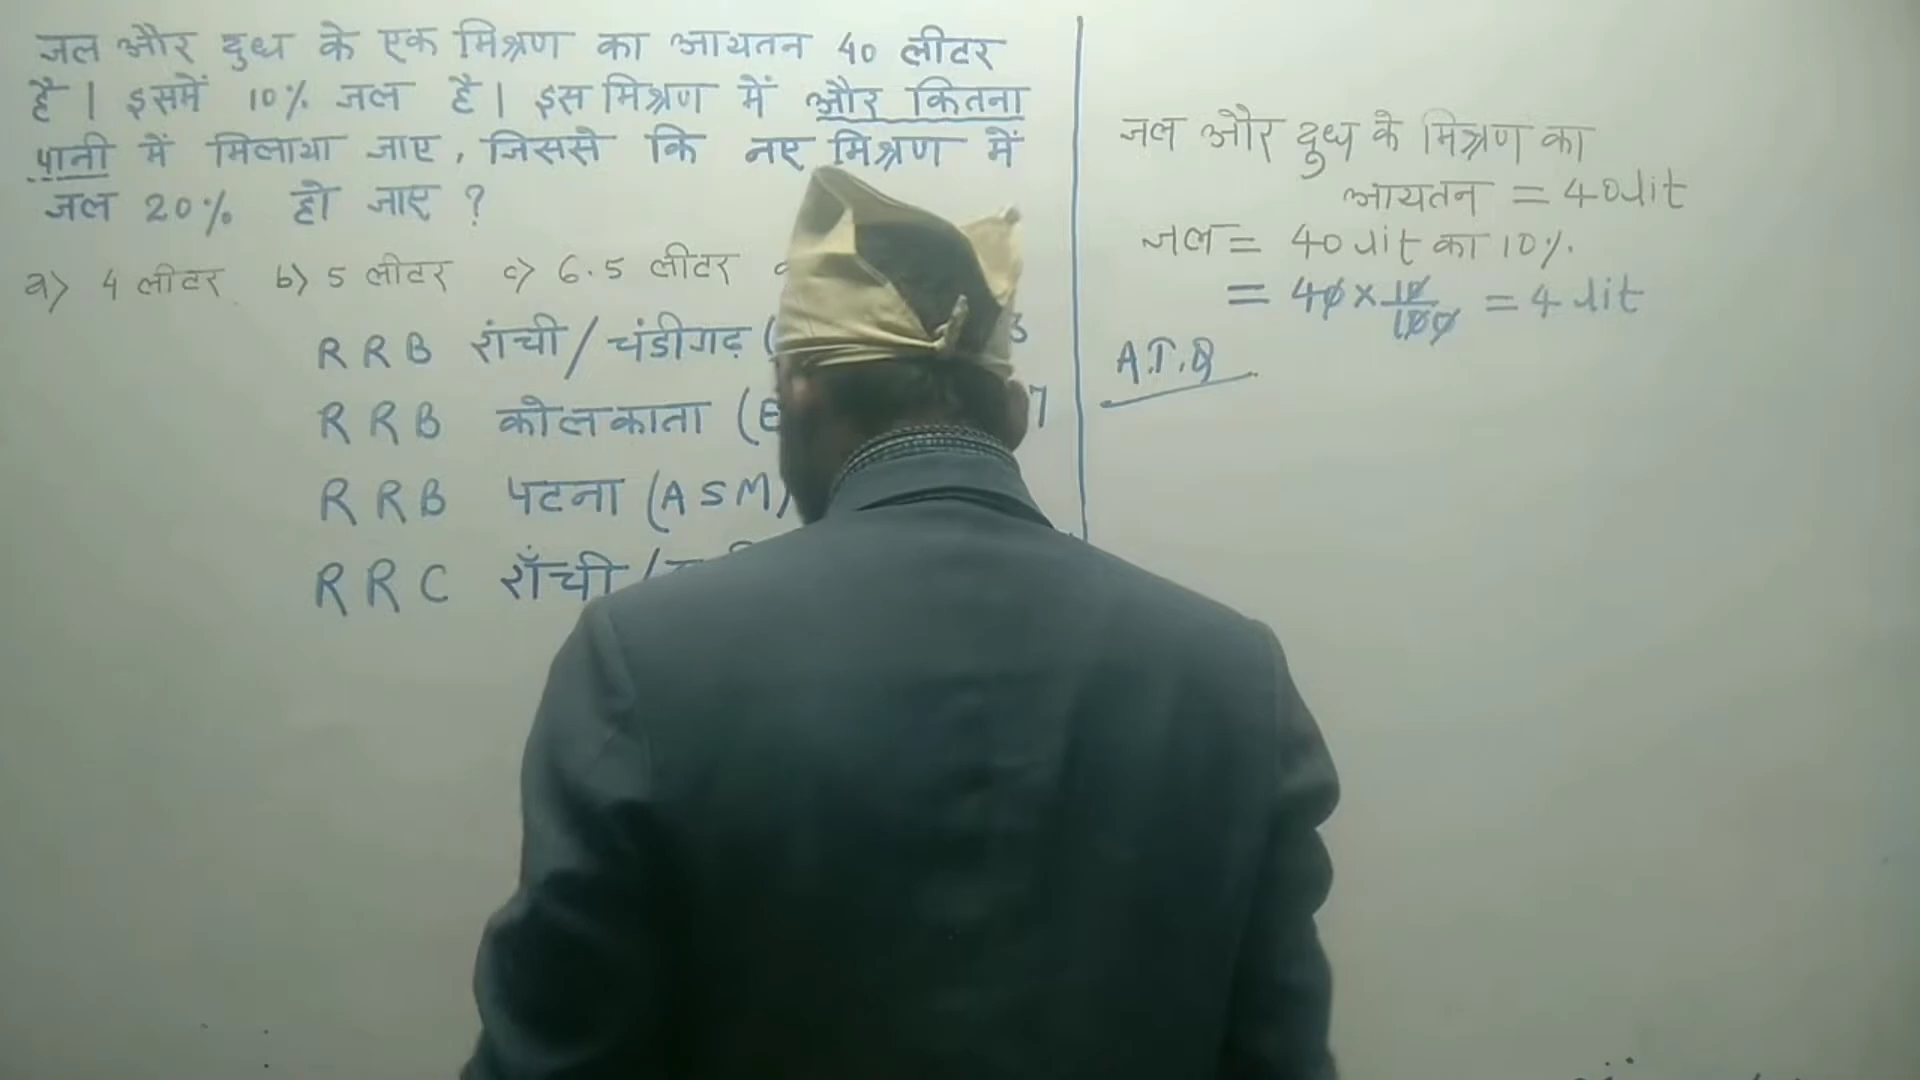 जल और दुध के एक मिश्रण का आयतन 40 लीटर
है। इसमें 10% जल है। इस मिश्रण में और कितना
पानी में मिलाया जाए, जिससे कि नए मिश्रण में
जल 20% हो जाए ?
a) 4 लीटर b) 5 लीटर c) 6.5 लीटर
RRB रांची/चंडीगढ़ (
RRB कोलकाता (E
RRB पटना (ASM)
RRC राँची/
जल और दुध के मिश्रण का
आयतन = 40 lit
जल = 40 lit का 10%
= 40 × 10/100 = 4 lit
A.T.Q